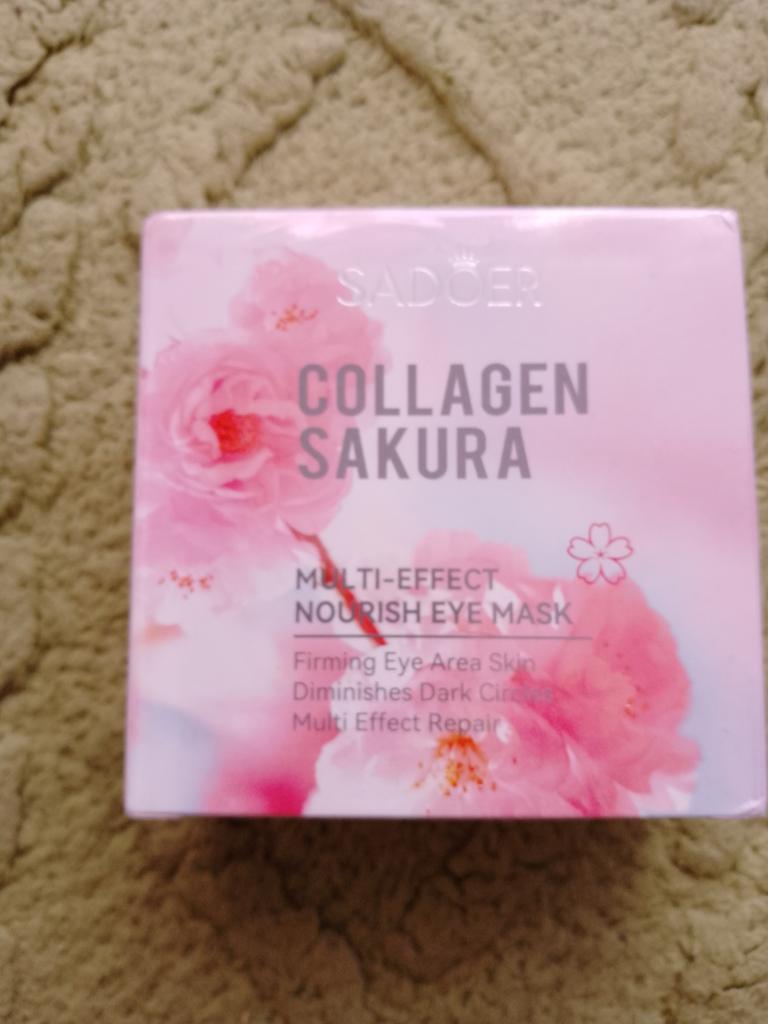 SADOER
COLLAGEN
SAKURA
MULTI-EFFECT
NOURISH EYE MASK
Firming Eye Area Skin
Diminishes Dark Circles
Multi Effect Repair